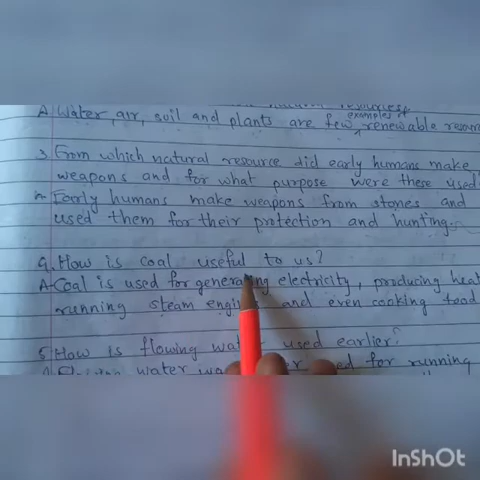 A) Water, air, soil and plants are few examples of renewable
3 From which natural resource did early humans make
weapons and for what purpose were these used
A- Early humans make weapons from stones and
used them for their protection and hunting.
4. How is coal useful to us?
A- Coal is used for generating electricity, producing heat
running steam engines and even cooking food
5. How is flowing water used earlier?
water for running
InShOt